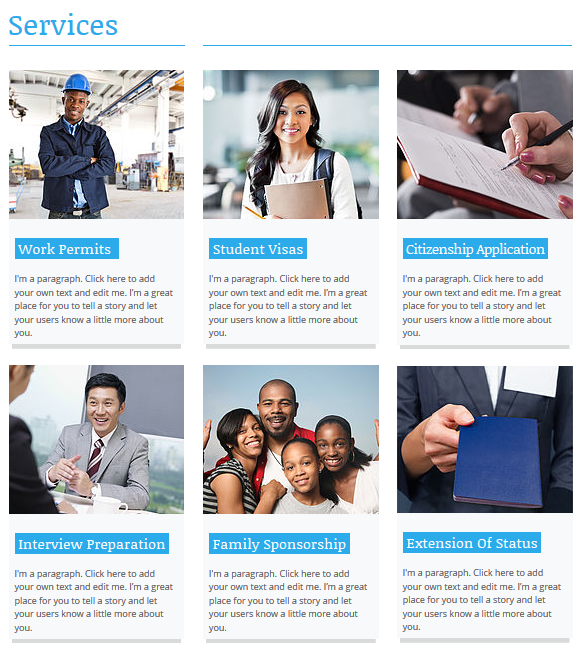 Services
Work Permits
I'm a paragraph. Click here to add
your own text and edit me. I'm a great
place for you to tell a story and let
your users know a little more about
you.
Student Visas
I'm a paragraph. Click here to add
your own text and edit me. I'm a great
place for you to tell a story and let
your users know a little more about
you.
Citizenship Application
I'm a paragraph. Click here to add
your own text and edit me. I'm a great
place for you to tell a story and let
your users know a little more about
you.
Interview Preparation
I'm a paragraph. Click here to add
your own text and edit me. I'm a great
place for you to tell a story and let
your users know a little more about
you.
Family Sponsorship
I'm a paragraph. Click here to add
your own text and edit me. I'm a great
place for you to tell a story and let
your users know a little more about
you.
Extension Of Status
I'm a paragraph. Click here to add
your own text and edit me. I'm a great
place for you to tell a story and let
your users know a little more about
you.